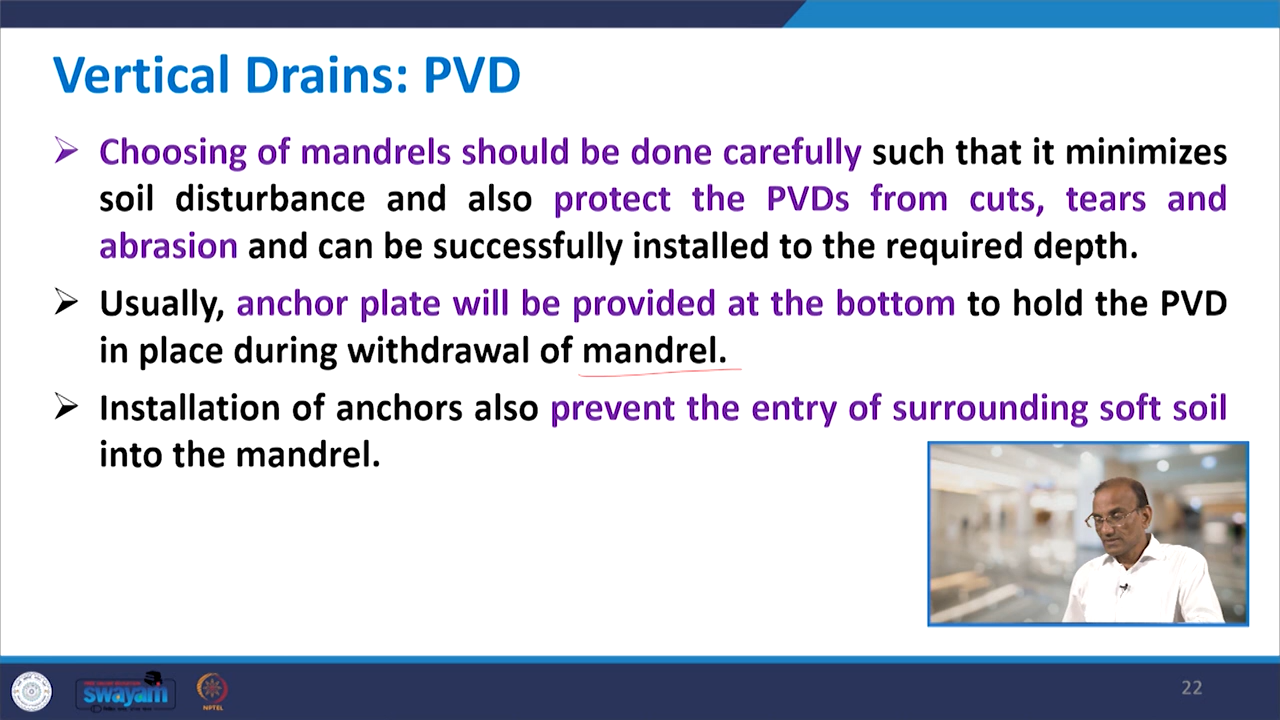 Vertical Drains: PVD
➢ Choosing of mandrels should be done carefully such that it minimizes
soil disturbance and also protect the PVDs from cuts, tears and
abrasion and can be successfully installed to the required depth.
➢ Usually, anchor plate will be provided at the bottom to hold the PVD
in place during withdrawal of mandrel.
➢ Installation of anchors also prevent the entry of surrounding soft soil
into the mandrel.
swayam
NPTEL
22